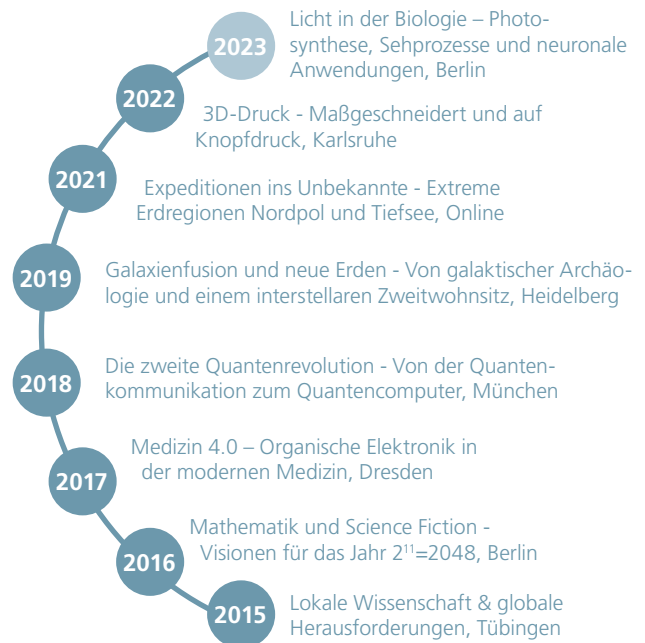 2023
Licht in der Biologie – Photo-
synthese, Sehprozesse und neuronale
Anwendungen, Berlin
2022
3D-Druck - Maßgeschneidert und auf
Knopfdruck, Karlsruhe
2021
Expeditionen ins Unbekannte - Extreme
Erdregionen Nordpol und Tiefsee, Online
2019
Galaxienfusion und neue Erden - Von galaktischer Archäo-
logie und einem interstellaren Zweitwohnsitz, Heidelberg
2018
Die zweite Quantenrevolution - Von der Quanten-
kommunikation zum Quantencomputer, München
2017
Medizin 4.0 – Organische Elektronik in
der modernen Medizin, Dresden
2016
Mathematik und Science Fiction -
Visionen für das Jahr 2¹¹=2048, Berlin
2015
Lokale Wissenschaft & globale
Herausforderungen, Tübingen